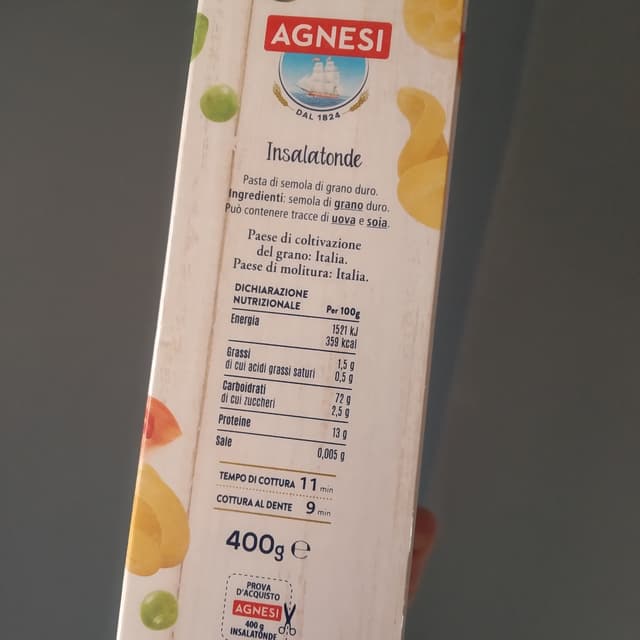 AGNESI
DAL 1824
Insalatonde
Pasta di semola di grano duro.
Ingredienti: semola di grano duro.
Può contenere tracce di uova e soia.
Paese di coltivazione
del grano: Italia.
Paese di molitura: Italia.
DICHIARAZIONE
NUTRIZIONALE Per 100g
Energia 1521 kJ
359 kcal
Grassi 1,5 g
di cui acidi grassi saturi 0,5 g
Carboidrati 72 g
di cui zuccheri 2,5 g
Proteine 13 g
Sale 0,005 g
TEMPO DI COTTURA 11 min
COTTURA AL DENTE 9 min
400g ℮
PROVA
D'ACQUISTO
AGNESI
400 g
INSALATONDE